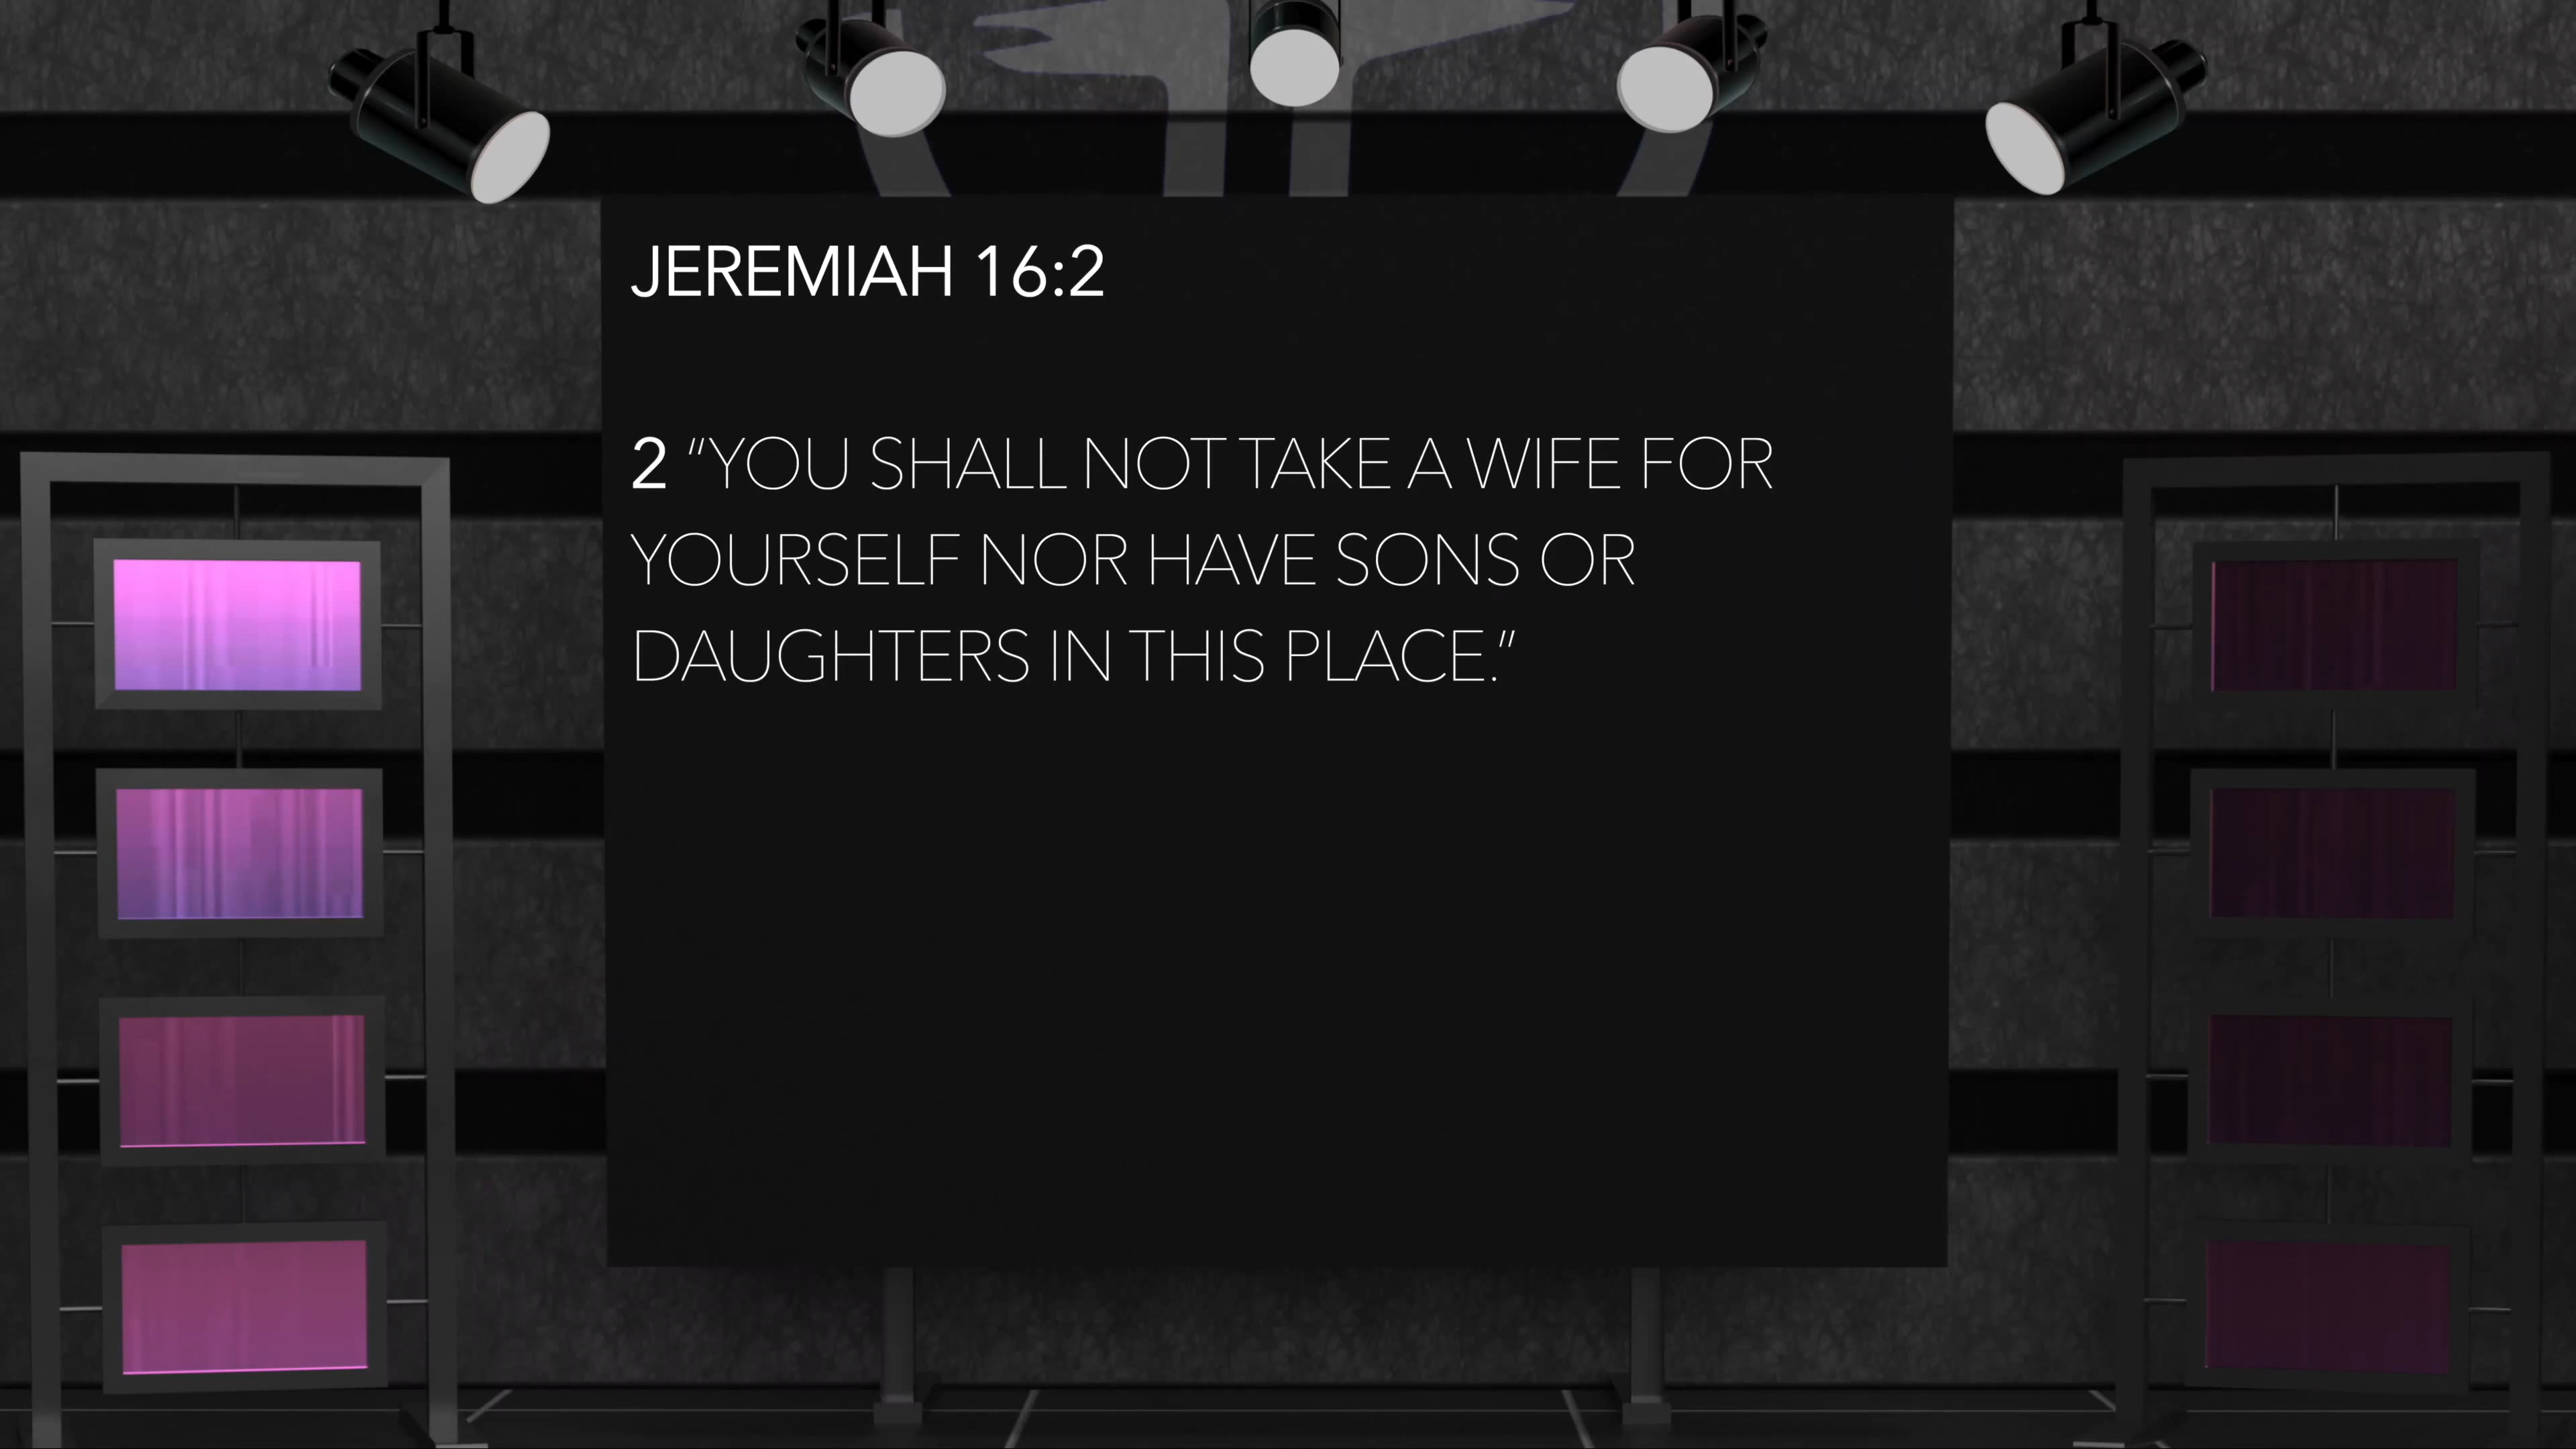 JEREMIAH 16:2
2 “YOU SHALL NOT TAKE A WIFE FOR
YOURSELF NOR HAVE SONS OR
DAUGHTERS IN THIS PLACE.”